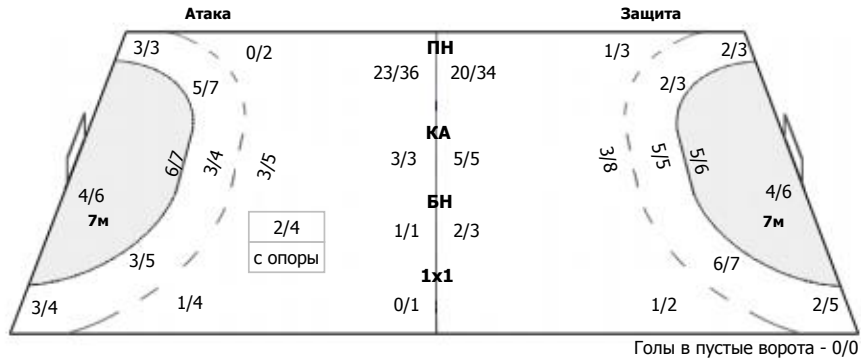 Атака Защита
3/3 0/2 ПН 1/3 2/3
23/36 20/34
5/7 2/3
КА
6/7 3/4 3/5 3/3 5/5 3/8 5/5 5/6
4/6 4/6
7м 7м
БН
2/4 1/1 2/3
с опоры
3/5 6/7
1x1
3/4 1/4 0/1 1/2 2/5
Голы в пустые ворота - 0/0